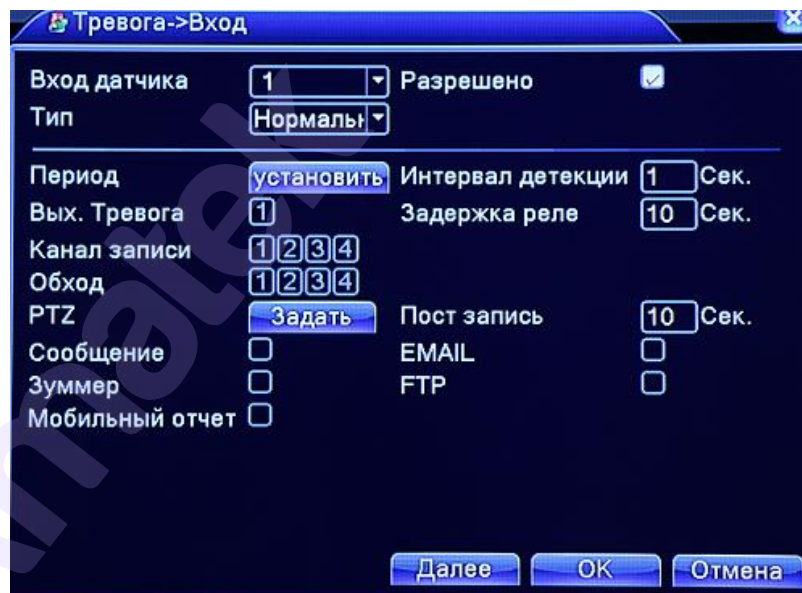 Тревога->Вход
Вход датчика 1 Разрешено
Тип Нормальн
Период установить Интервал детекции 1 Сек.
Вых. Тревога 1 Задержка реле 10 Сек.
Канал записи 1 2 3 4
Обход 1 2 3 4
PTZ Задать Пост запись 10 Сек.
Сообщение EMAIL
Зуммер FTP
Мобильный отчет
Далее OK Отмена